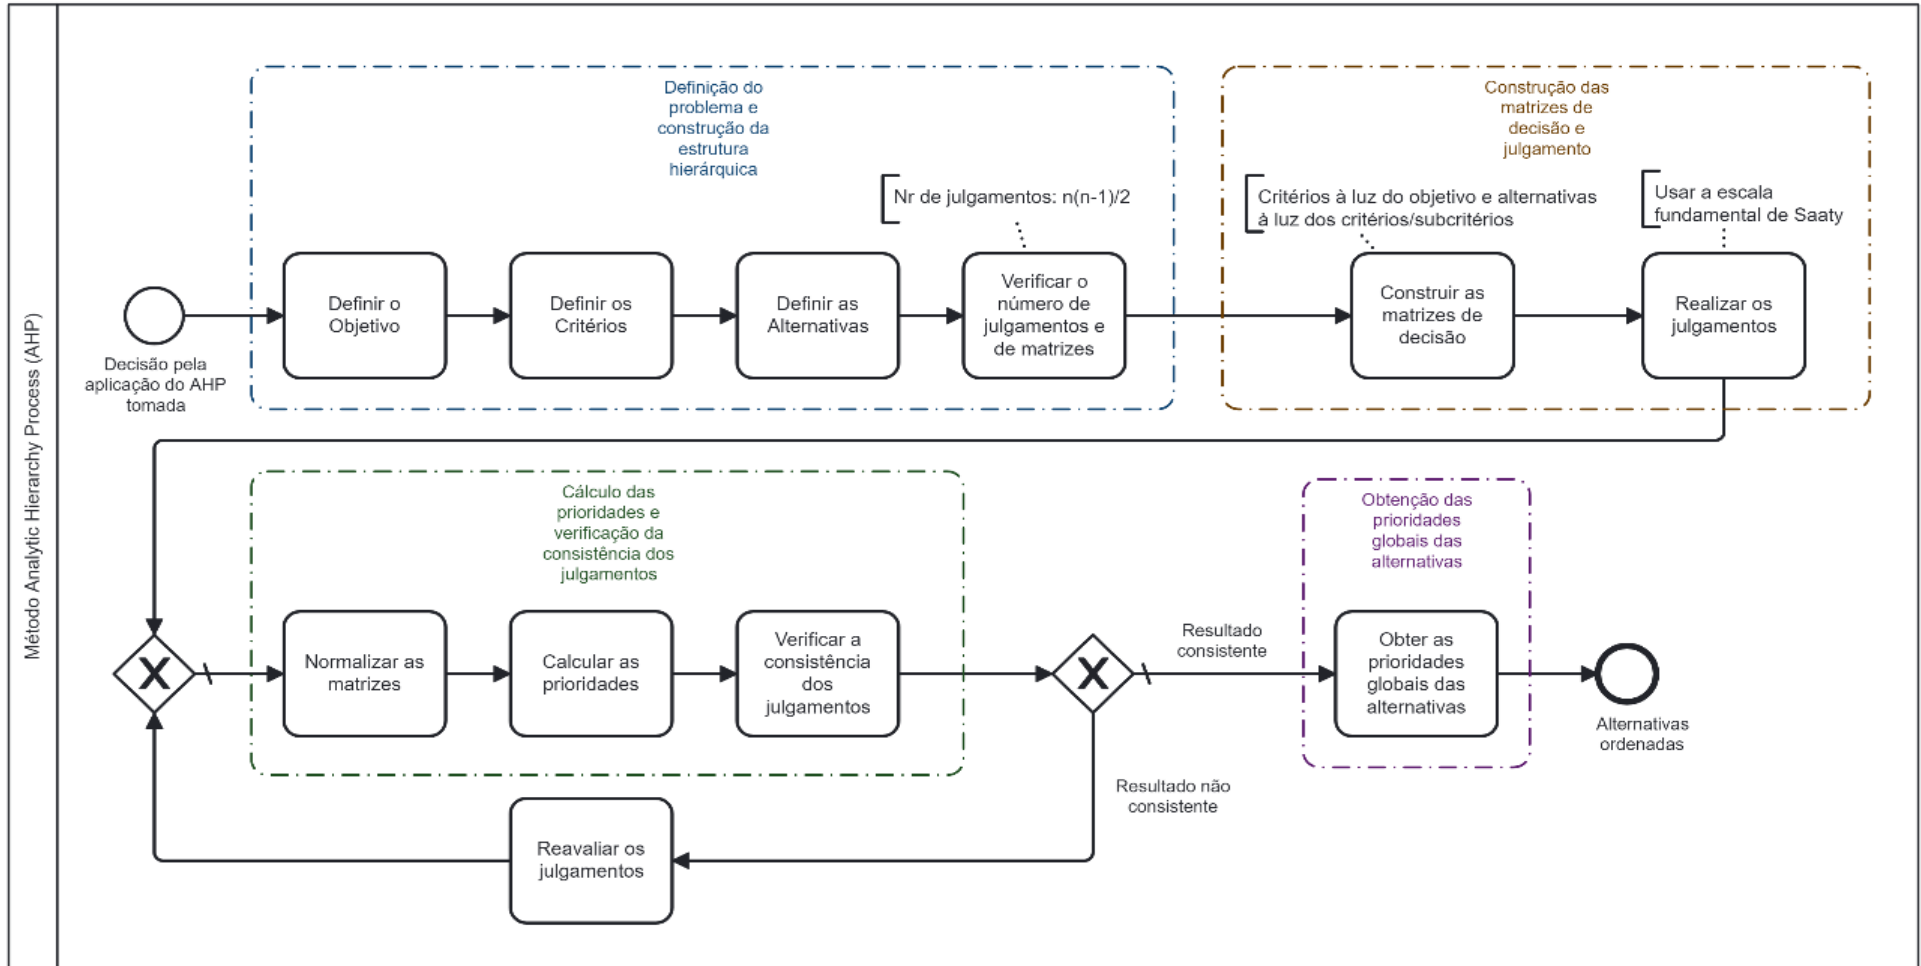 Método Analytic Hierarchy Process (AHP)
Definição do
problema e
construção da
estrutura
hierárquica
Construção das
matrizes de
decisão e
julgamento
Nr de julgamentos: n(n-1)/2
Critérios à luz do objetivo e alternativas
à luz dos critérios/subcritérios
Usar a escala
fundamental de Saaty
Decisão pela
aplicação do AHP
tomada
Definir o
Objetivo
Definir os
Critérios
Definir as
Alternativas
Verificar o
número de
julgamentos e
de matrizes
Construir as
matrizes de
decisão
Realizar os
julgamentos
Cálculo das
prioridades e
verificação da
consistência dos
julgamentos
Obtenção das
prioridades
globais das
alternativas
X
Normalizar as
matrizes
Calcular as
prioridades
Verificar a
consistência
dos
julgamentos
X
Resultado
consistente
Obter as
prioridades
globais das
alternativas
Alternativas
ordenadas
Resultado não
consistente
Reavaliar os
julgamentos